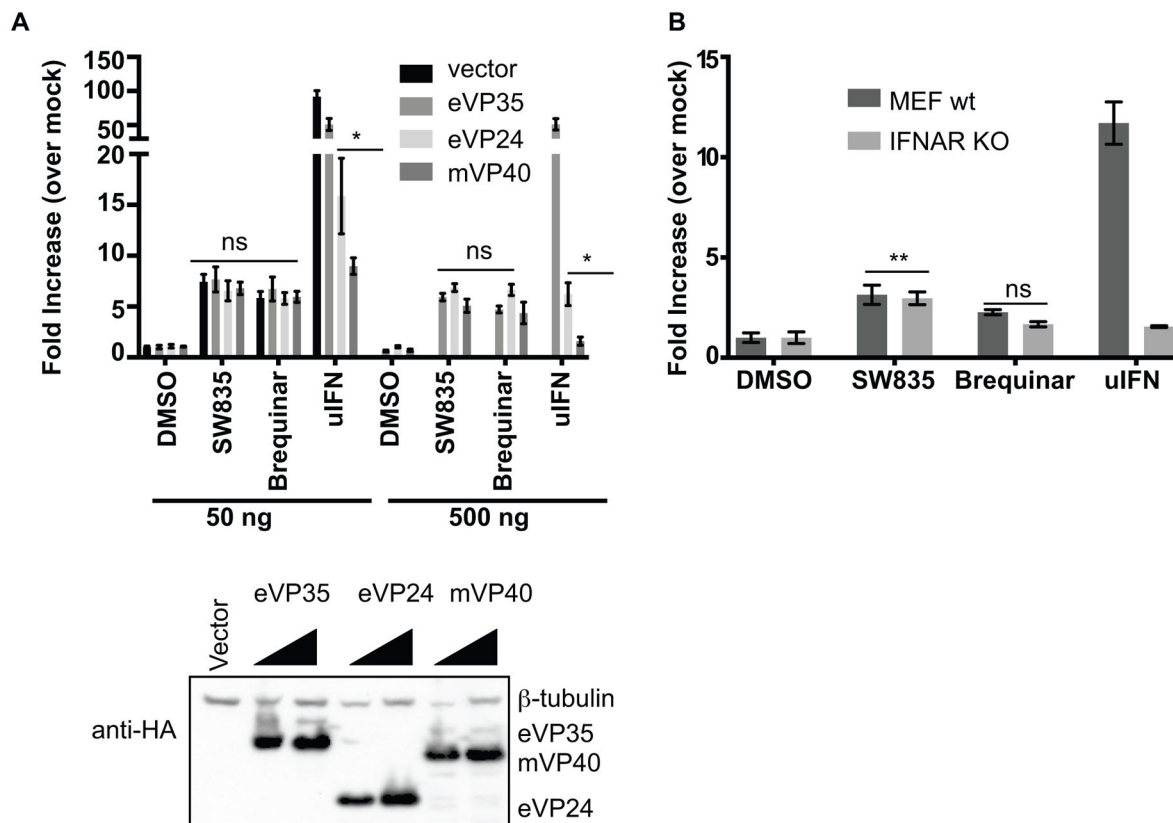 A
Fold Increase (over mock)
150
100
50
20
15
10
5
0
vector
eVP35
eVP24
mVP40
ns
*
ns
*
DMSO
SW835
Brequinar
uIFN
DMSO
SW835
Brequinar
uIFN
50 ng
500 ng
B
Fold Increase (over mock)
15
10
5
0
MEF wt
IFNAR KO
**
ns
DMSO
SW835
Brequinar
uIFN
Vector
eVP35
eVP24
mVP40
anti-HA
β-tubulin
eVP35
mVP40
eVP24